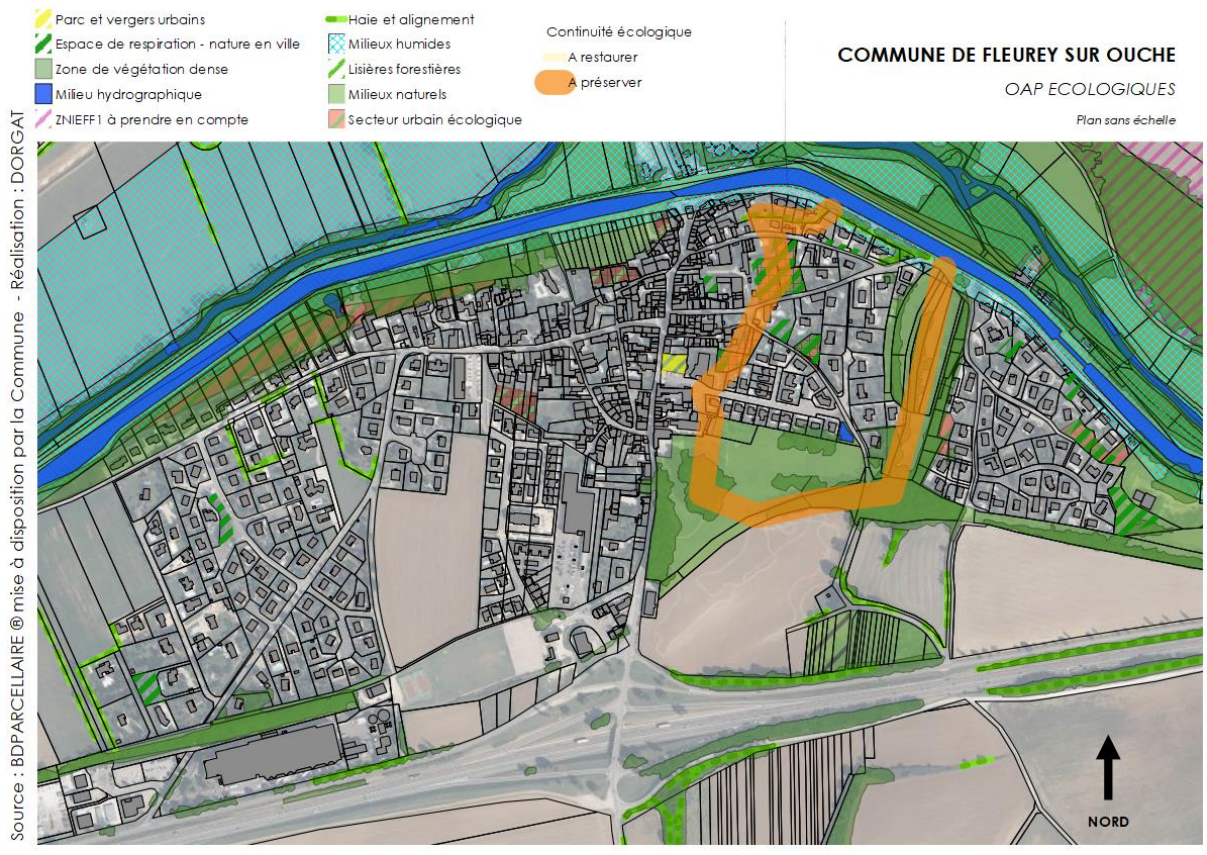 Parc et vergers urbains
Espace de respiration - nature en ville
Zone de végétation dense
Milieu hydrographique
ZNIEFF1 à prendre en compte
Haie et alignement
Milieux humides
Lisières forestières
Milieux naturels
Secteur urbain écologique
Continuité écologique
A restaurer
A préserver
COMMUNE DE FLEUREY SUR OUCHE
OAP ECOLOGIQUES
Plan sans échelle
Source : BDPARCELLAIRE ® mise à disposition par la Commune - Réalisation : DORGAT
NORD